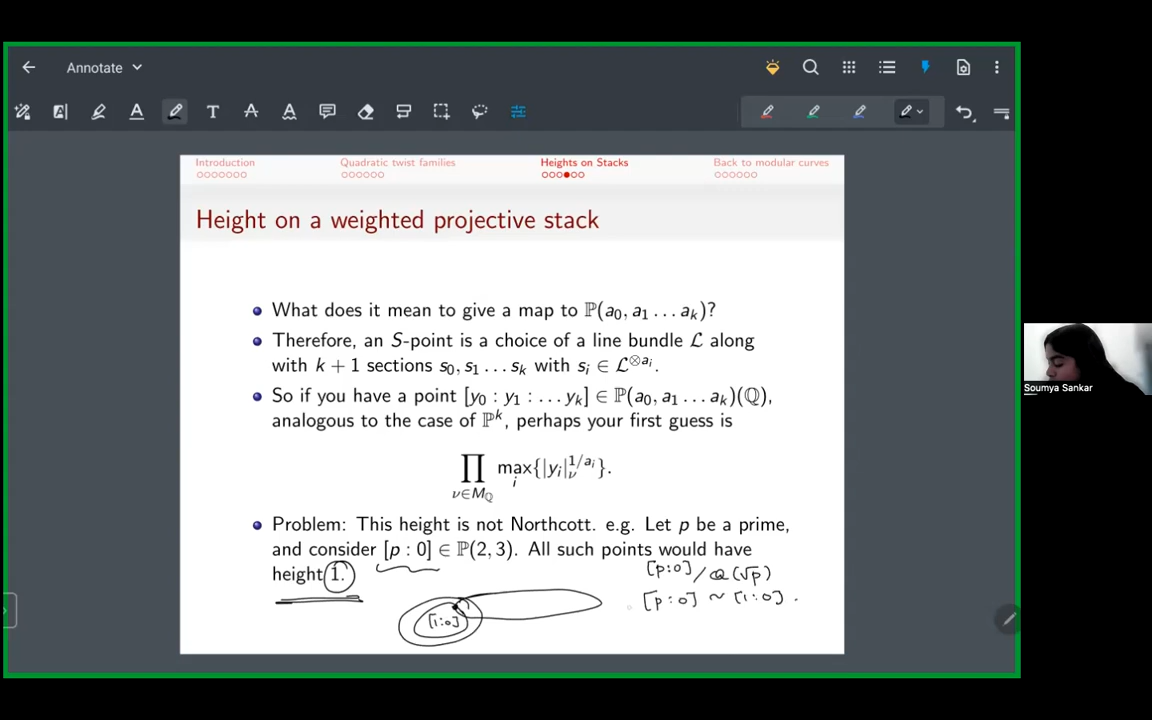 Annotate
Introduction
Quadratic twist families
Heights on Stacks
Back to modular curves
Height on a weighted projective stack
What does it mean to give a map to ℙ(a₀, a₁ … aₖ)?
Therefore, an S-point is a choice of a line bundle ℒ along
with k + 1 sections s₀, s₁ … sₖ with sᵢ ∈ ℒ^{⊗aᵢ}.
So if you have a point [y₀ : y₁ : … yₖ] ∈ ℙ(a₀, a₁ … aₖ)(ℚ),
analogous to the case of ℙᵏ, perhaps your first guess is
∏_{ν∈M_ℚ} max_i{|yᵢ|_ν^{1/aᵢ}}.
Problem: This height is not Northcott. e.g. Let p be a prime,
and consider [p : 0] ∈ ℙ(2, 3). All such points would have
height 1.
[p:0] / ℚ(√p)
[p:0] ~ [1:0].
[1:0]
Soumya Sankar